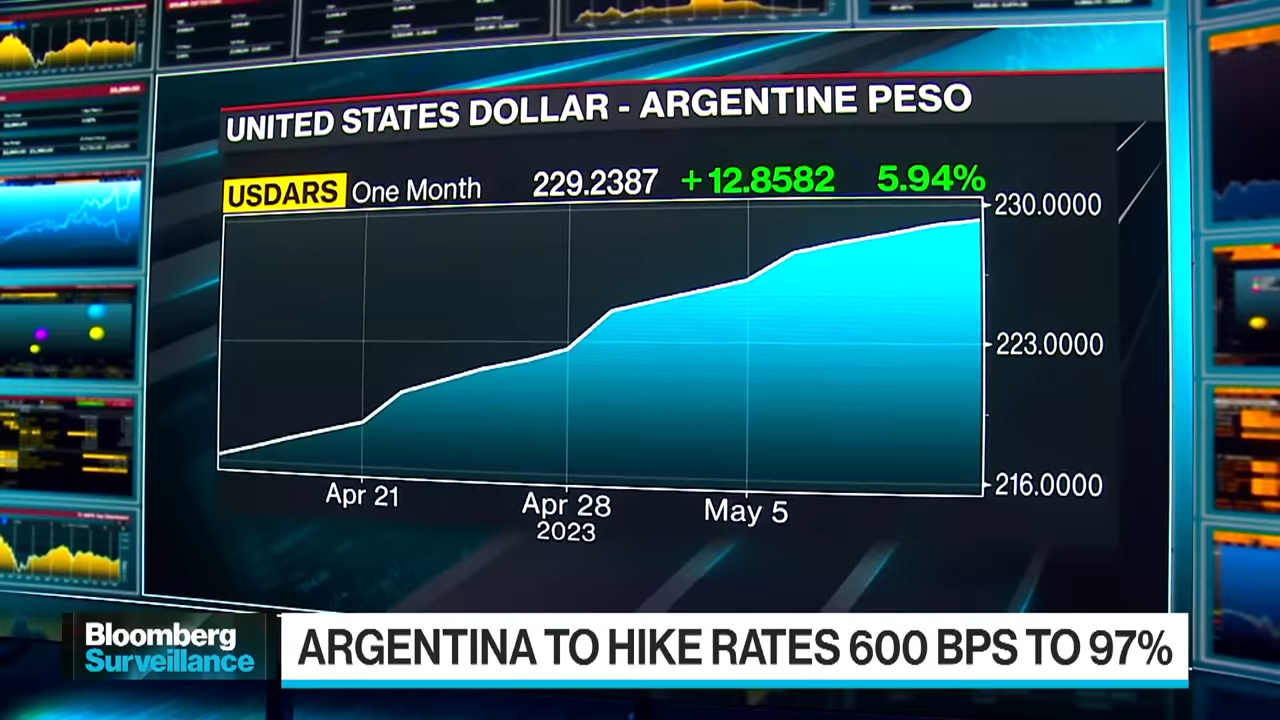 UNITED STATES DOLLAR - ARGENTINE PESO
USDARS One Month 229.2387 +12.8582 5.94%
230.0000
223.0000
216.0000
Apr 21 Apr 28 May 5
2023
Bloomberg
Surveillance
ARGENTINA TO HIKE RATES 600 BPS TO 97%